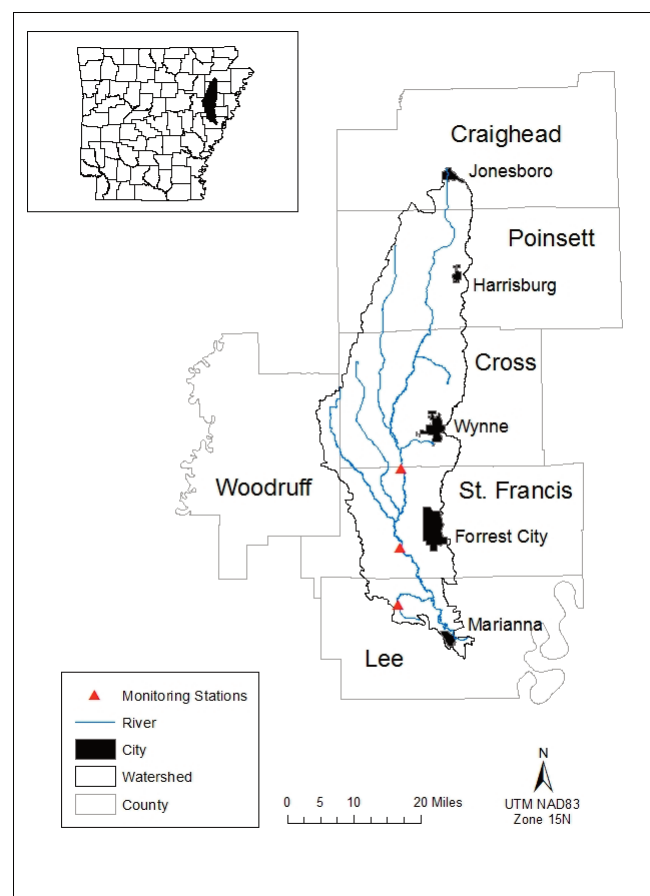 Craighead
Jonesboro
Poinsett
Harrisburg
Cross
Wynne
Woodruff
St. Francis
Forrest City
Marianna
Lee
Monitoring Stations
River
City
Watershed
County
0 5 10 20 Miles
N
UTM NAD83
Zone 15N